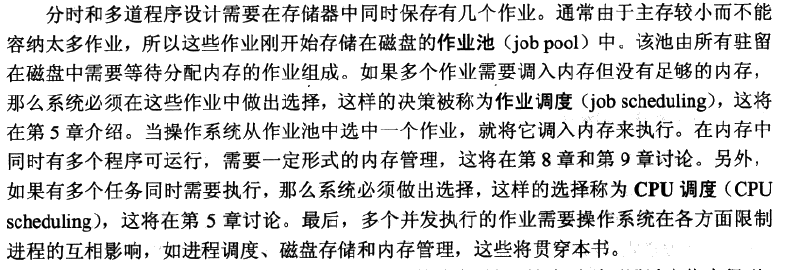 分时和多道程序设计需要在存储器中同时保存有几个作业。通常由于主存较小而不能
容纳太多作业，所以这些作业刚开始存储在磁盘的作业池（job pool）中。该池由所有驻留
在磁盘中需要等待分配内存的作业组成。如果多个作业需要调入内存但没有足够的内存，
那么系统必须在这些作业中做出选择，这样的决策被称为作业调度（job scheduling），这将
在第 5 章介绍。当操作系统从作业池中选中一个作业，就将它调入内存来执行。在内存中
同时有多个程序可运行，需要一定形式的内存管理，这将在第 8 章和第 9 章讨论。另外，
如果有多个任务同时需要执行，那么系统必须做出选择，这样的选择称为 CPU 调度（CPU
scheduling），这将在第 5 章讨论。最后，多个并发执行的作业需要操作系统在各方面限制
进程的互相影响，如进程调度、磁盘存储和内存管理，这些将贯穿本书。